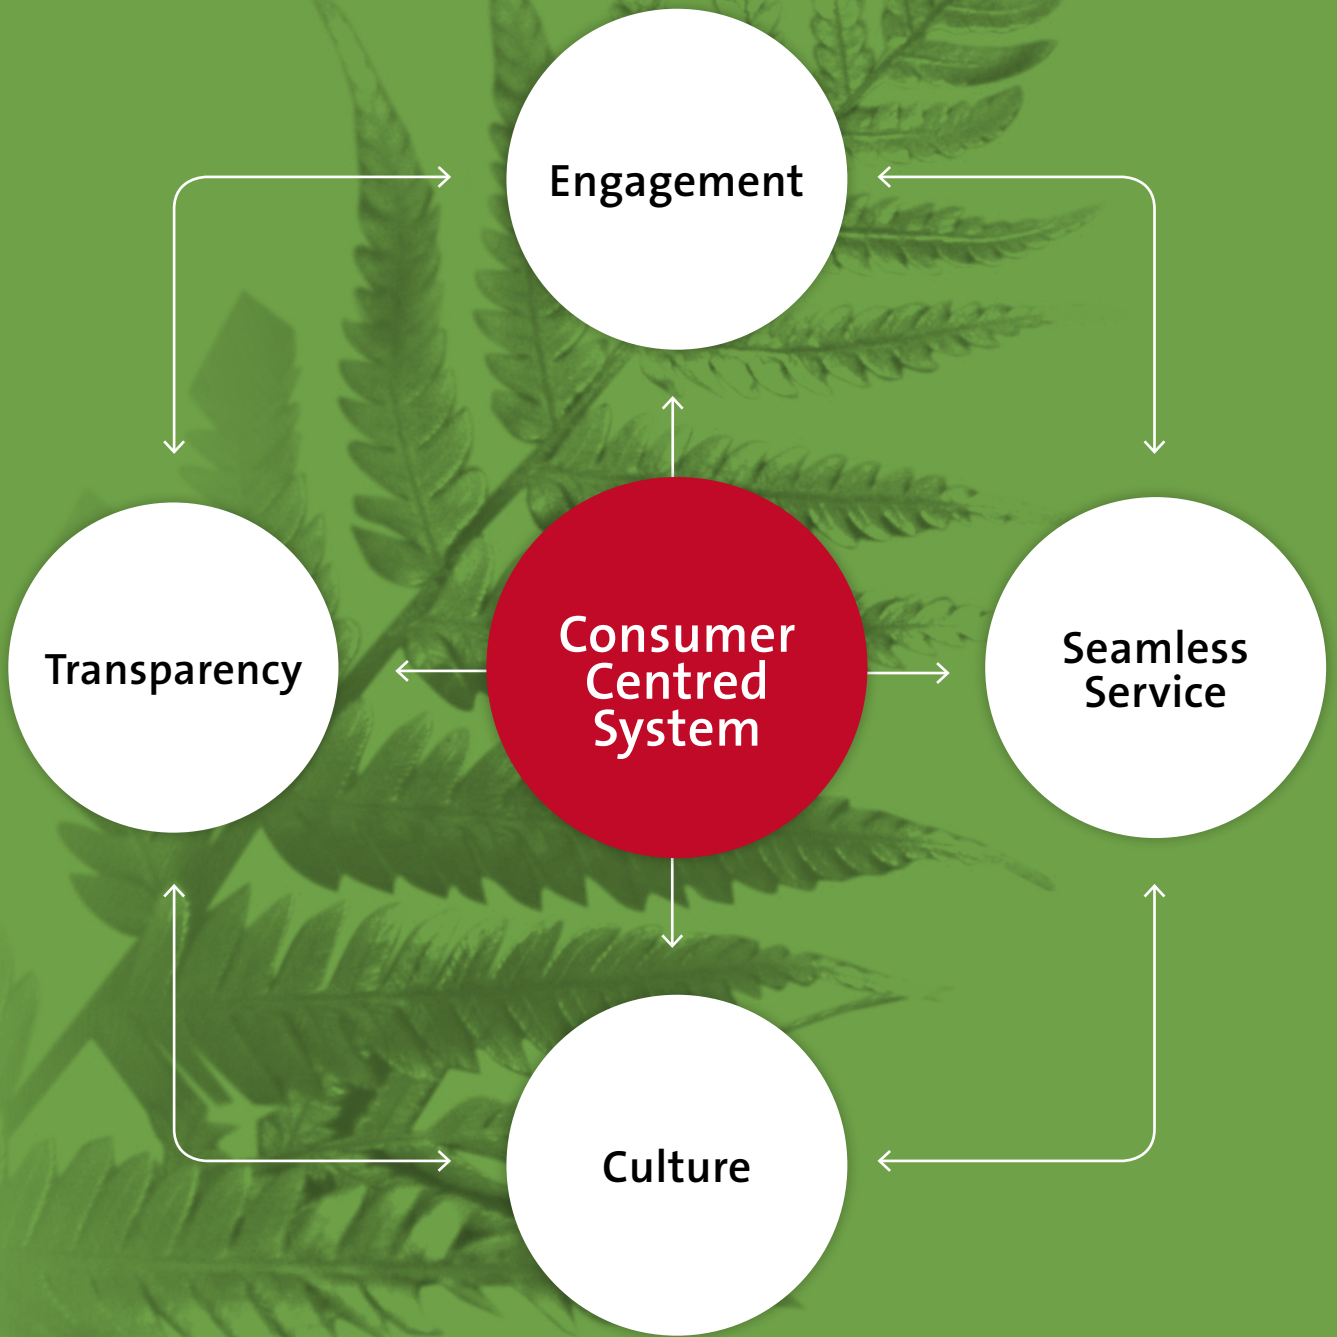 Engagement
Transparency
Consumer
Centred
System
Seamless
Service
Culture